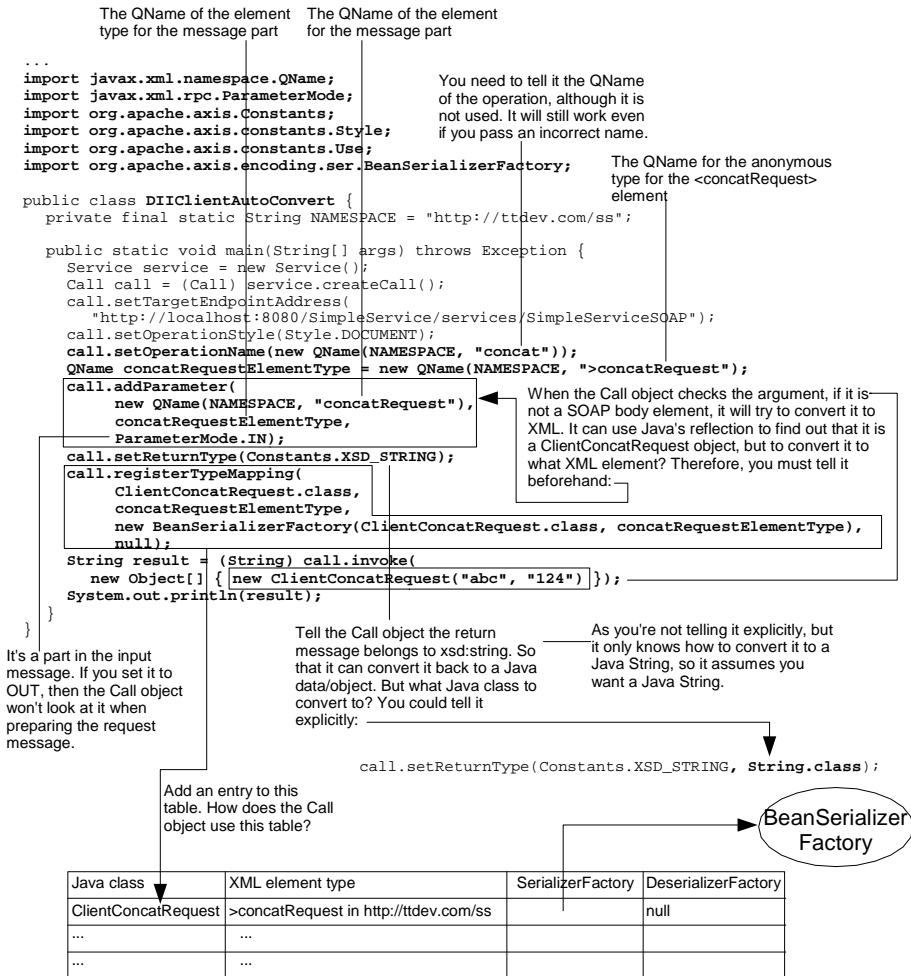 The QName of the element
type for the message part
The QName of the element
for the message part
...
import javax.xml.namespace.QName;
import javax.xml.rpc.ParameterMode;
import org.apache.axis.Constants;
import org.apache.axis.constants.Style;
import org.apache.axis.constants.Use;
import org.apache.axis.encoding.ser.BeanSerializerFactory;
You need to tell it the QName
of the operation, although it is
not used. It will still work even
if you pass an incorrect name.
The QName for the anonymous
type for the <concatRequest>
element
public class DIIClientAutoConvert {
private final static String NAMESPACE = "http://ttdev.com/ss";
public static void main(String[] args) throws Exception {
Service service = new Service();
Call call = (Call) service.createCall();
call.setTargetEndpointAddress(
"http://localhost:8080/SimpleService/services/SimpleServiceSOAP");
call.setOperationStyle(Style.DOCUMENT);
call.setOperationName(new QName(NAMESPACE, "concat"));
QName concatRequestElementType = new QName(NAMESPACE, ">concatRequest");
call.addParameter(
new QName(NAMESPACE, "concatRequest"),
concatRequestElementType,
ParameterMode.IN);
call.setReturnType(Constants.XSD_STRING);
call.registerTypeMapping(
ClientConcatRequest.class,
concatRequestElementType,
new BeanSerializerFactory(ClientConcatRequest.class, concatRequestElementType),
null);
String result = (String) call.invoke(
new Object[] { new ClientConcatRequest("abc", "124") });
System.out.println(result);
}
}
When the Call object checks the argument, if it is
not a SOAP body element, it will try to convert it to
XML. It can use Java's reflection to find out that it is
a ClientConcatRequest object, but to convert it to
what XML element? Therefore, you must tell it
beforehand:
It's a part in the input
message. If you set it to
OUT, then the Call object
won't look at it when
preparing the request
message.
Tell the Call object the return
message belongs to xsd:string. So
that it can convert it back to a Java
data/object. But what Java class to
convert to? You could tell it
explicitly:
As you're not telling it explicitly, but
it only knows how to convert it to a
Java String, so it assumes you
want a Java String.
call.setReturnType(Constants.XSD_STRING, String.class);
Add an entry to this
table. How does the Call
object use this table?
BeanSerializer
Factory
Java class XML element type SerializerFactory DeserializerFactory
ClientConcatRequest >concatRequest in http://ttdev.com/ss null
... ...
... ...